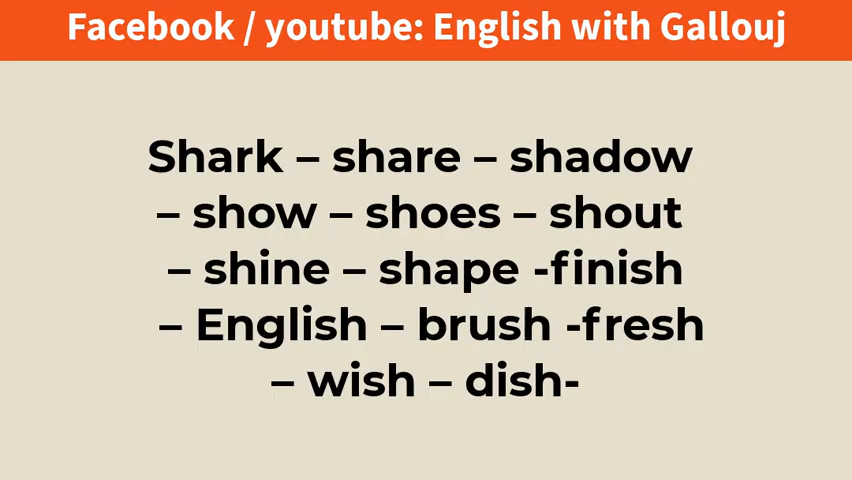 Facebook / youtube: English with Gallouj
Shark – share – shadow
– show – shoes – shout
– shine – shape -finish
– English – brush -fresh
– wish – dish-